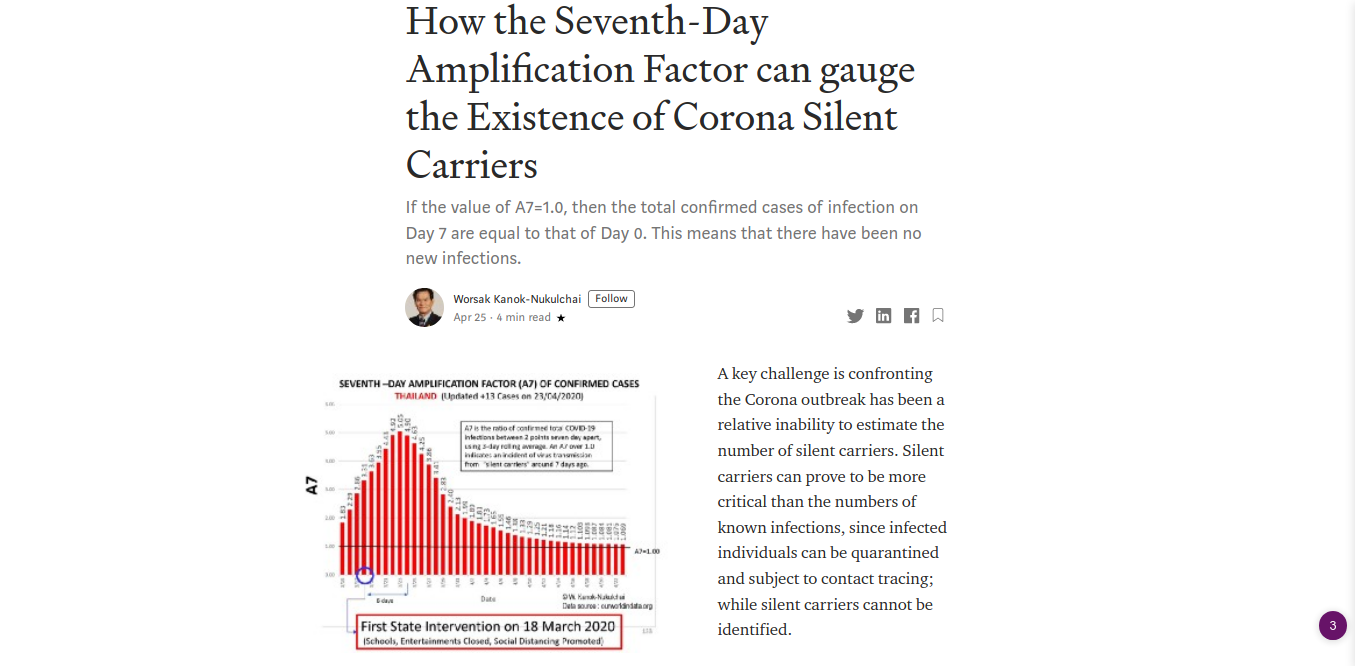 How the Seventh-Day
Amplification Factor can gauge
the Existence of Corona Silent
Carriers
If the value of A7=1.0, then the total confirmed cases of infection on
Day 7 are equal to that of Day 0. This means that there have been no
new infections.
Worsak Kanok-Nukulchai Follow
Apr 25 · 4 min read ★
SEVENTH –DAY AMPLIFICATION FACTOR (A7) OF CONFIRMED CASES
THAILAND (Updated +13 Cases on 23/04/2020)
A7 is the ratio of confirmed total COVID-19
infections between 2 points seven day apart,
using 3-day rolling average. An A7 over 1.0
indicates an incident of virus transmission
from "silent carriers" around 7 days ago.
A7
A7=1.00
6 days
Date
©W. Kanok-Nukulchai
Data source : ourworldindata.org
First State Intervention on 18 March 2020
(Schools, Entertainments Closed, Social Distancing Promoted)
A key challenge is confronting
the Corona outbreak has been a
relative inability to estimate the
number of silent carriers. Silent
carriers can prove to be more
critical than the numbers of
known infections, since infected
individuals can be quarantined
and subject to contact tracing;
while silent carriers cannot be
identified.
3